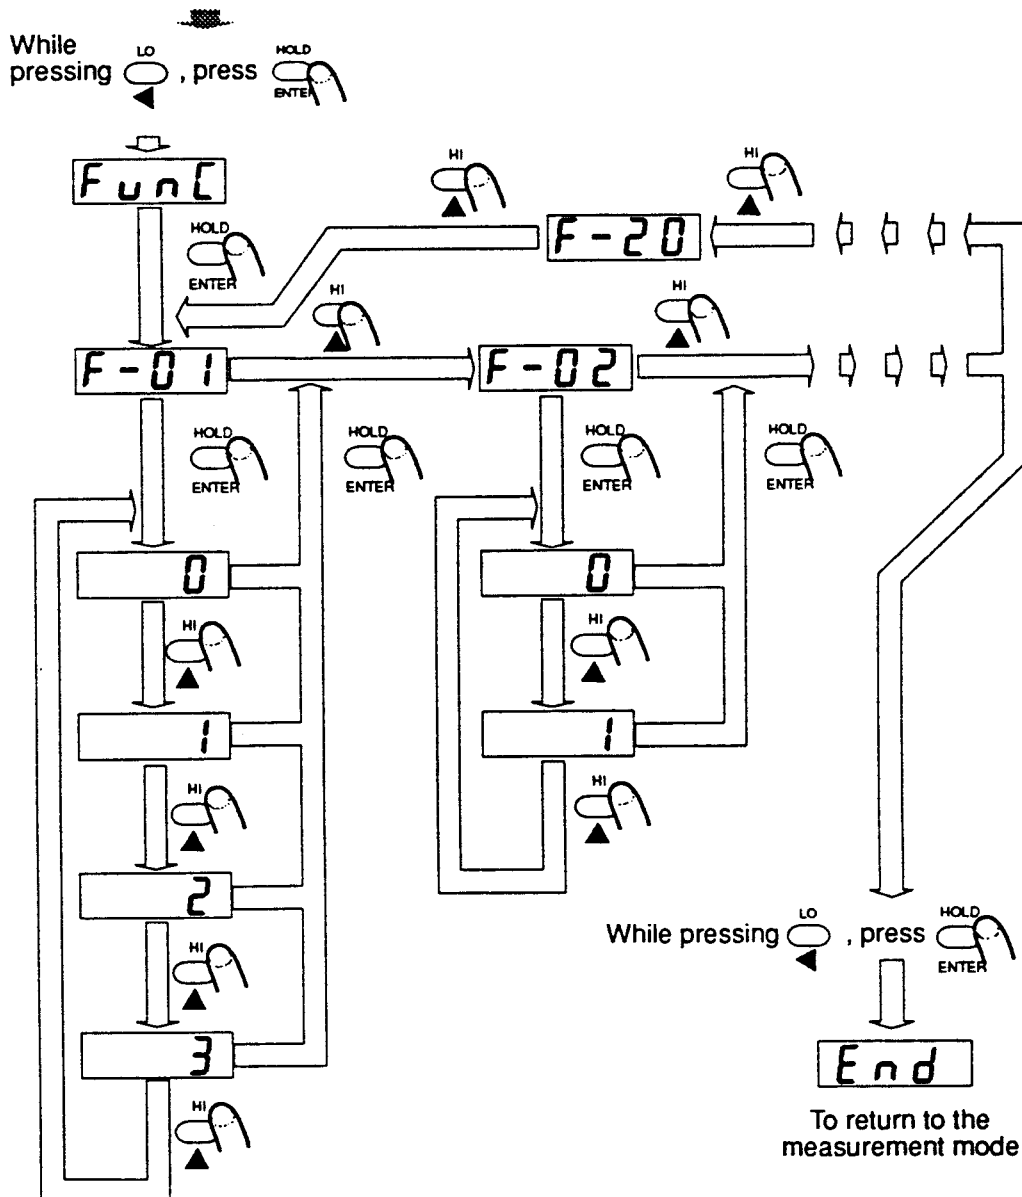 While
pressing LO , press HOLD
ENTER
FunC
HI
HI
HOLD
ENTER
F-20
HI
HI
F-01
F-02
HOLD
ENTER
HOLD
ENTER
HOLD
ENTER
HOLD
ENTER
0
0
HI
HI
1
1
HI
HI
2
While pressing LO , press HOLD
ENTER
HI
3
End
HI
To return to the
measurement mode